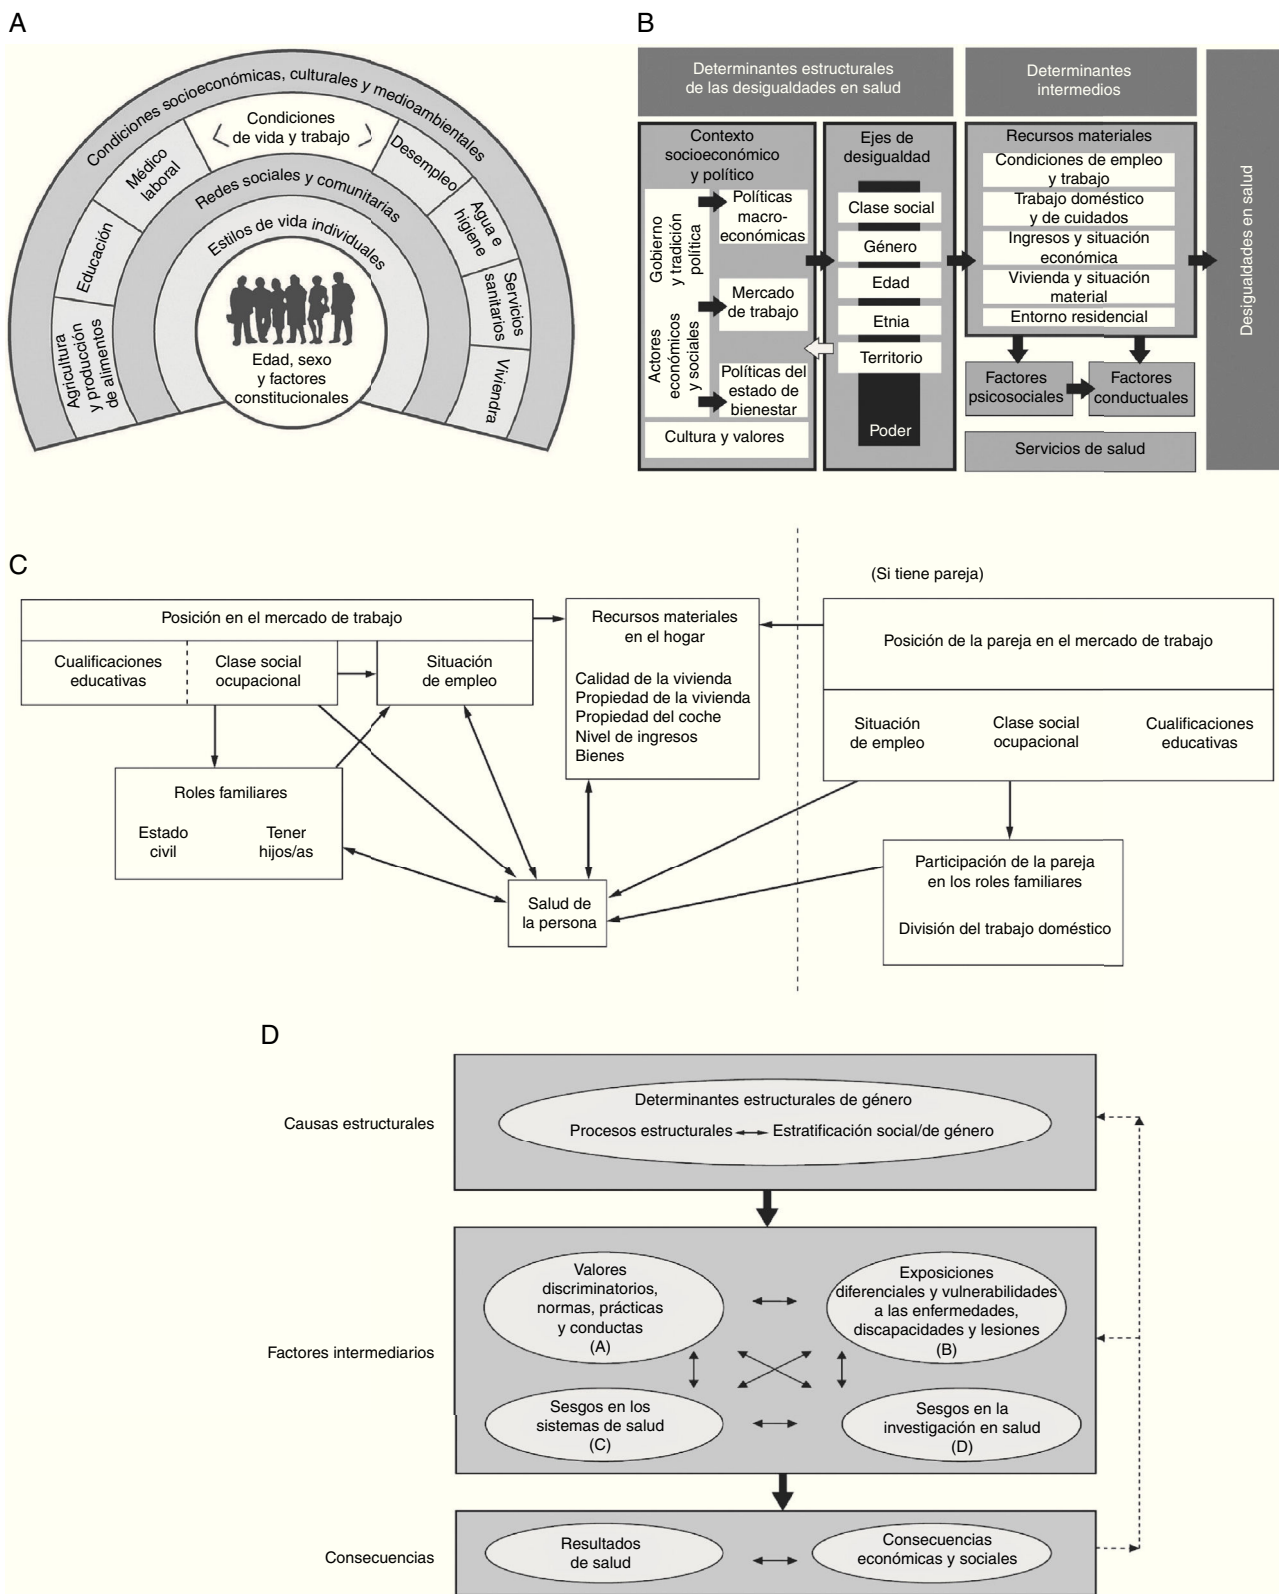 A
Condiciones socioeconómicas, culturales y medioambientales
Condiciones
de vida y trabajo
Agricultura
y producción
de alimentos
Educación
Médico
laboral
Desempleo
Agua e
higiene
Servicios
sanitarios
Viviendra
Redes sociales y comunitarias
Estilos de vida individuales
Edad, sexo
y factores
constitucionales
B
Determinantes estructurales
de las desigualdades en salud
Determinantes
intermedios
Desigualdades en salud
Contexto
socioeconómico
y político
Gobierno
y tradición
política
Actores
económicos
y sociales
Políticas
macro-
económicas
Mercado
de trabajo
Políticas del
estado de
bienestar
Cultura y valores
Ejes de
desigualdad
Clase social
Género
Edad
Etnia
Territorio
Poder
Recursos materiales
Condiciones de empleo
y trabajo
Trabajo doméstico
y de cuidados
Ingresos y situación
económica
Vivienda y situación
material
Entorno residencial
Factores
psicosociales
Factores
conductuales
Servicios de salud
C
(Si tiene pareja)
Posición en el mercado de trabajo
Cualificaciones
educativas
Clase social
ocupacional
Situación
de empleo
Recursos materiales
en el hogar
Calidad de la vivienda
Propiedad de la vivienda
Propiedad del coche
Nivel de ingresos
Bienes
Posición de la pareja en el mercado de trabajo
Situación
de empleo
Clase social
ocupacional
Cualificaciones
educativas
Roles familiares
Estado
civil
Tener
hijos/as
Salud de
la persona
Participación de la pareja
en los roles familiares
División del trabajo doméstico
D
Causas estructurales
Determinantes estructurales de género
Procesos estructurales
Estratificación social/de género
Factores intermediarios
Valores
discriminatorios,
normas, prácticas
y conductas
(A)
Exposiciones
diferenciales y vulnerabilidades
a las enfermedades,
discapacidades y lesiones
(B)
Sesgos en los
sistemas de salud
(C)
Sesgos en la
investigación en salud
(D)
Consecuencias
Resultados
de salud
Consecuencias
económicas y sociales